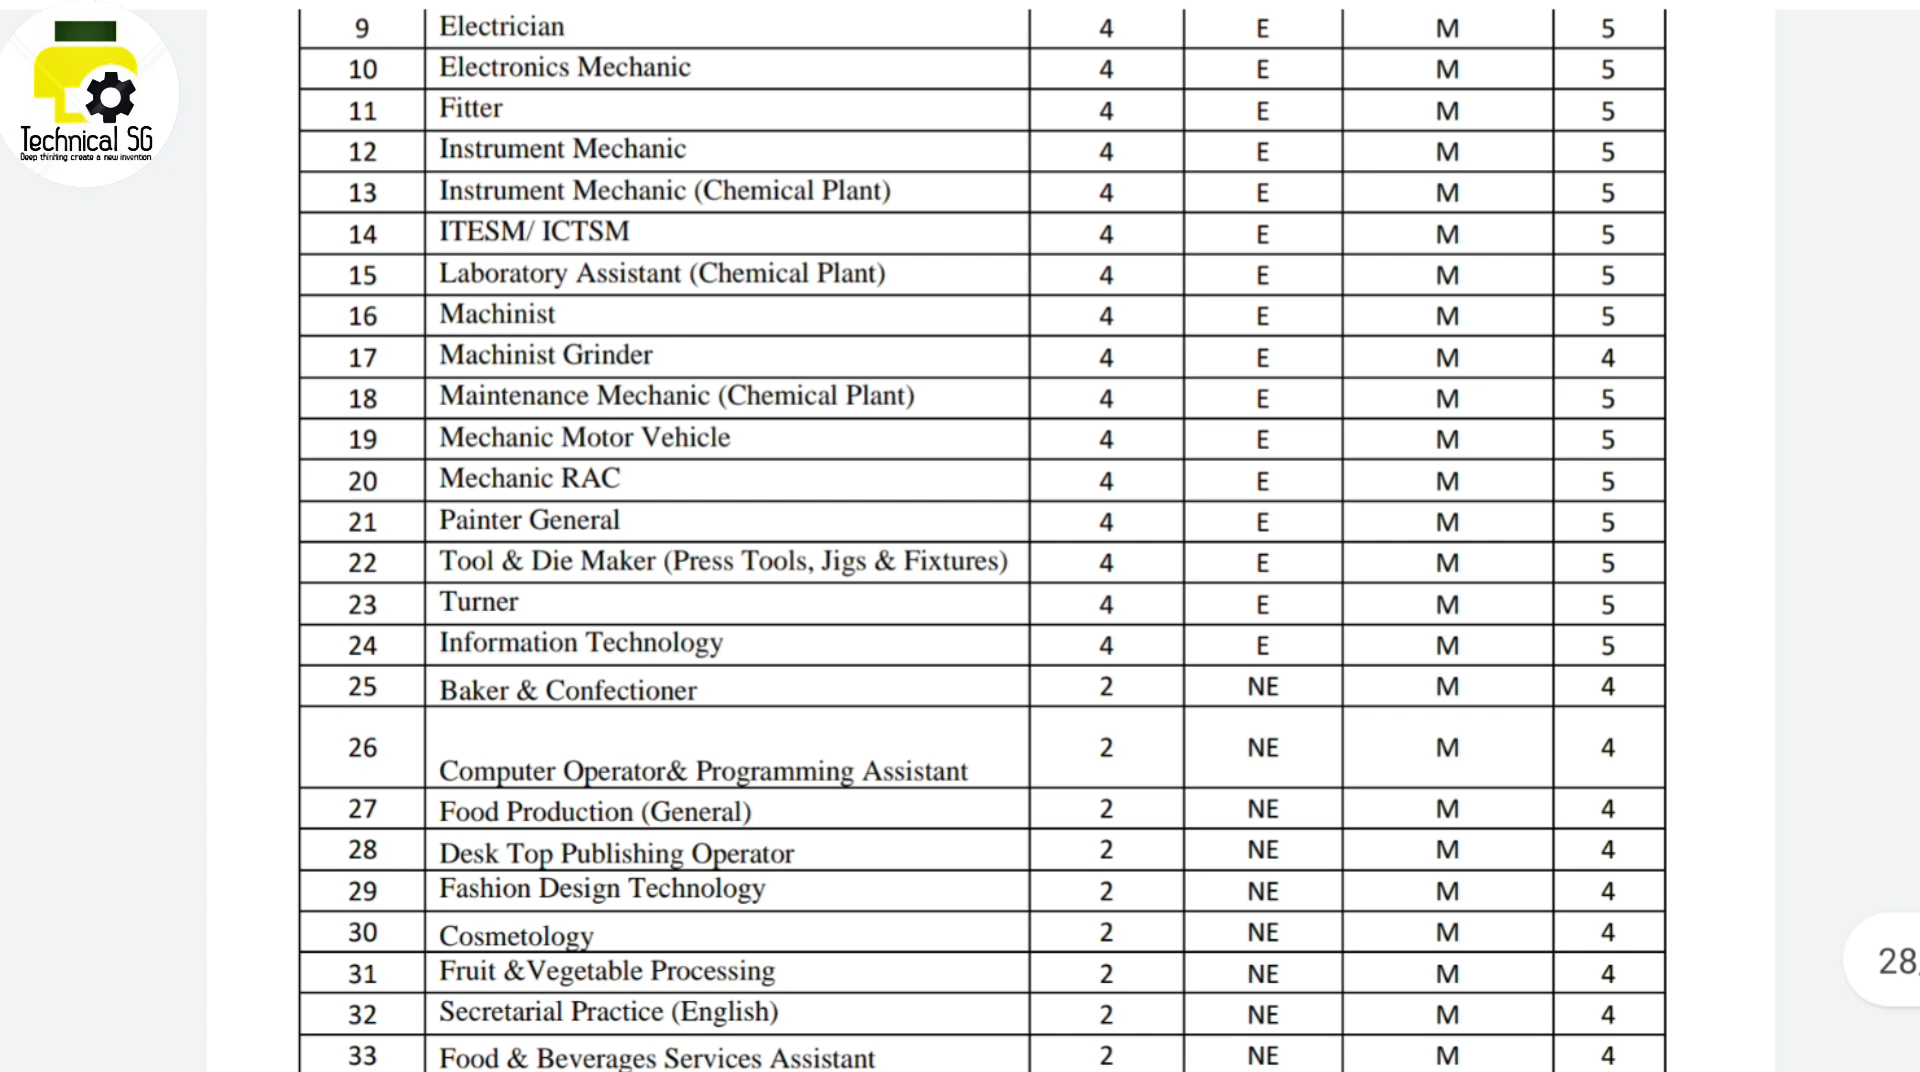 Technical SG
Deep thinking create a new invention
9 Electrician 4 E M 5
10 Electronics Mechanic 4 E M 5
11 Fitter 4 E M 5
12 Instrument Mechanic 4 E M 5
13 Instrument Mechanic (Chemical Plant) 4 E M 5
14 ITESM/ ICTSM 4 E M 5
15 Laboratory Assistant (Chemical Plant) 4 E M 5
16 Machinist 4 E M 5
17 Machinist Grinder 4 E M 4
18 Maintenance Mechanic (Chemical Plant) 4 E M 5
19 Mechanic Motor Vehicle 4 E M 5
20 Mechanic RAC 4 E M 5
21 Painter General 4 E M 5
22 Tool & Die Maker (Press Tools, Jigs & Fixtures) 4 E M 5
23 Turner 4 E M 5
24 Information Technology 4 E M 5
25 Baker & Confectioner 2 NE M 4
26 Computer Operator& Programming Assistant 2 NE M 4
27 Food Production (General) 2 NE M 4
28 Desk Top Publishing Operator 2 NE M 4
29 Fashion Design Technology 2 NE M 4
30 Cosmetology 2 NE M 4
31 Fruit &Vegetable Processing 2 NE M 4
32 Secretarial Practice (English) 2 NE M 4
33 Food & Beverages Services Assistant 2 NE M 4
28